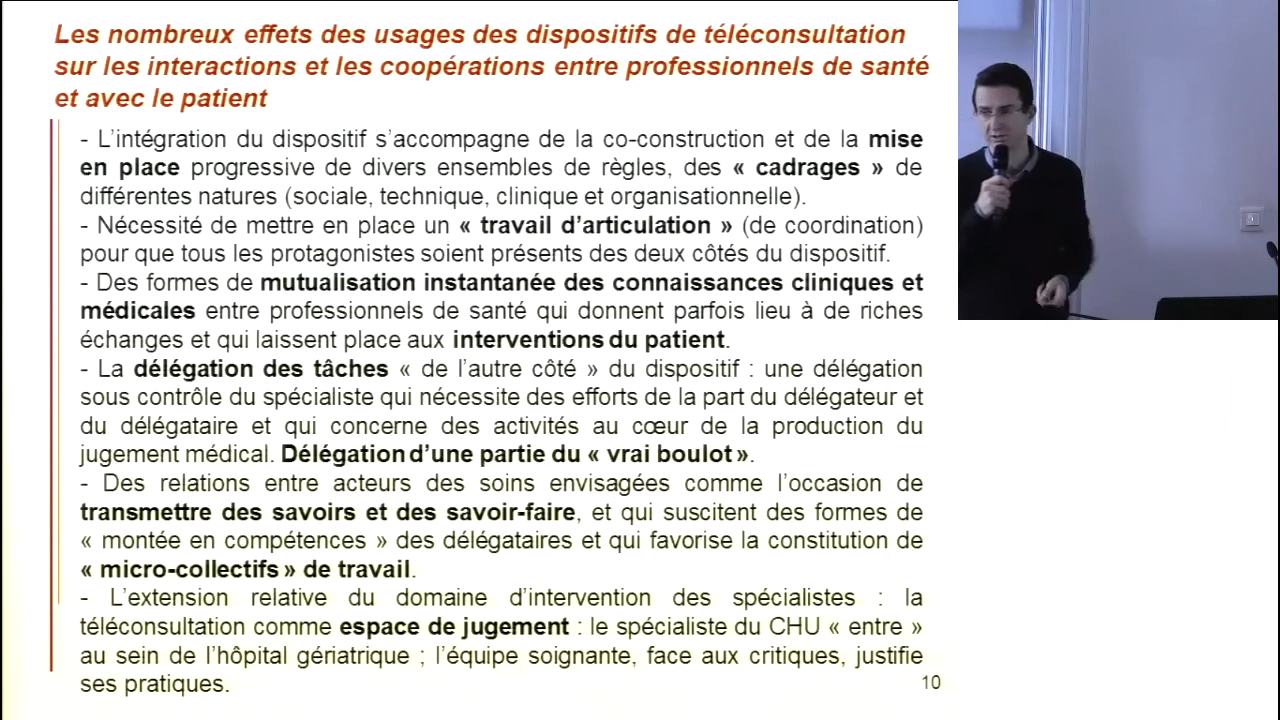 Les nombreux effets des usages des dispositifs de téléconsultation
sur les interactions et les coopérations entre professionnels de santé
et avec le patient
- L’intégration du dispositif s’accompagne de la co-construction et de la mise
en place progressive de divers ensembles de règles, des « cadrages » de
différentes natures (sociale, technique, clinique et organisationnelle).
- Nécessité de mettre en place un « travail d’articulation » (de coordination)
pour que tous les protagonistes soient présents des deux côtés du dispositif.
- Des formes de mutualisation instantanée des connaissances cliniques et
médicales entre professionnels de santé qui donnent parfois lieu à de riches
échanges et qui laissent place aux interventions du patient.
- La délégation des tâches « de l’autre côté » du dispositif : une délégation
sous contrôle du spécialiste qui nécessite des efforts de la part du délégateur et
du délégataire et qui concerne des activités au cœur de la production du
jugement médical. Délégation d’une partie du « vrai boulot ».
- Des relations entre acteurs des soins envisagées comme l’occasion de
transmettre des savoirs et des savoir-faire, et qui suscitent des formes de
« montée en compétences » des délégataires et qui favorise la constitution de
« micro-collectifs » de travail.
- L’extension relative du domaine d’intervention des spécialistes : la
téléconsultation comme espace de jugement : le spécialiste du CHU « entre »
au sein de l’hôpital gériatrique ; l’équipe soignante, face aux critiques, justifie
ses pratiques.
10